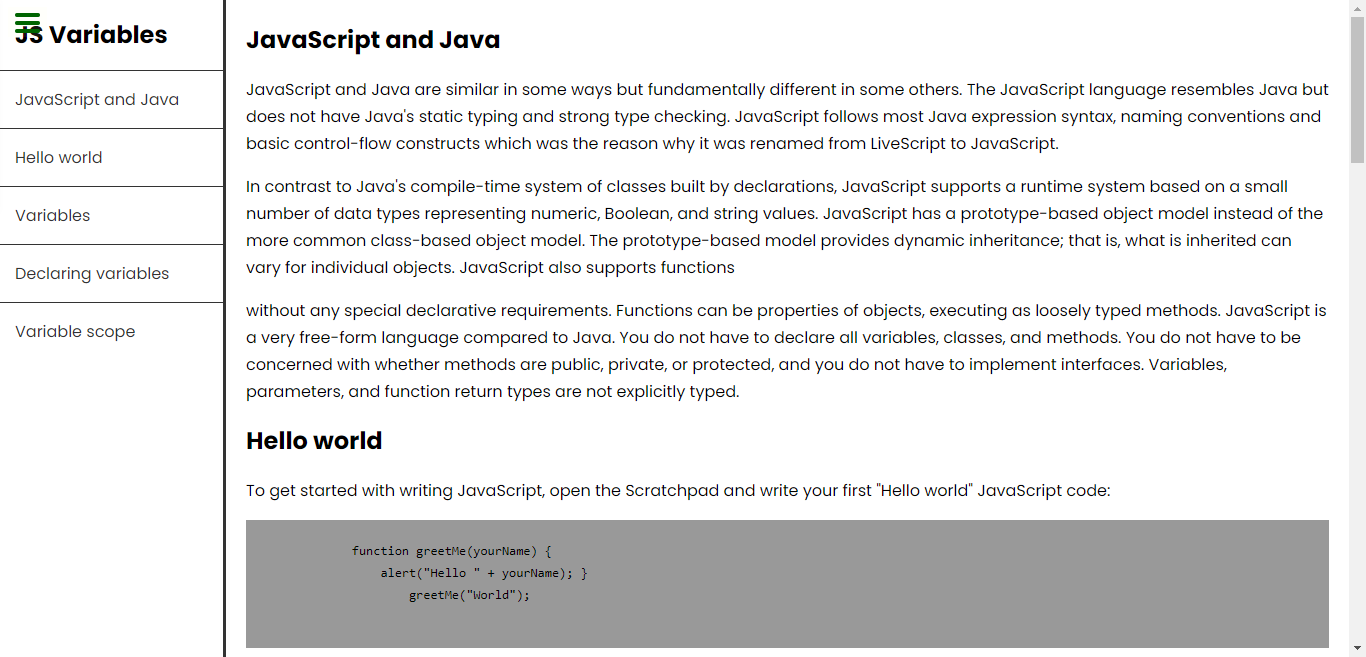 JS Variables
JavaScript and Java
Hello world
Variables
Declaring variables
Variable scope
JavaScript and Java
JavaScript and Java are similar in some ways but fundamentally different in some others. The JavaScript language resembles Java but
does not have Java's static typing and strong type checking. JavaScript follows most Java expression syntax, naming conventions and
basic control-flow constructs which was the reason why it was renamed from LiveScript to JavaScript.
In contrast to Java's compile-time system of classes built by declarations, JavaScript supports a runtime system based on a small
number of data types representing numeric, Boolean, and string values. JavaScript has a prototype-based object model instead of the
more common class-based object model. The prototype-based model provides dynamic inheritance; that is, what is inherited can
vary for individual objects. JavaScript also supports functions
without any special declarative requirements. Functions can be properties of objects, executing as loosely typed methods. JavaScript is
a very free-form language compared to Java. You do not have to declare all variables, classes, and methods. You do not have to be
concerned with whether methods are public, private, or protected, and you do not have to implement interfaces. Variables,
parameters, and function return types are not explicitly typed.
Hello world
To get started with writing JavaScript, open the Scratchpad and write your first "Hello world" JavaScript code:
function greetMe(yourName) {
alert("Hello " + yourName); }
greetMe("World");